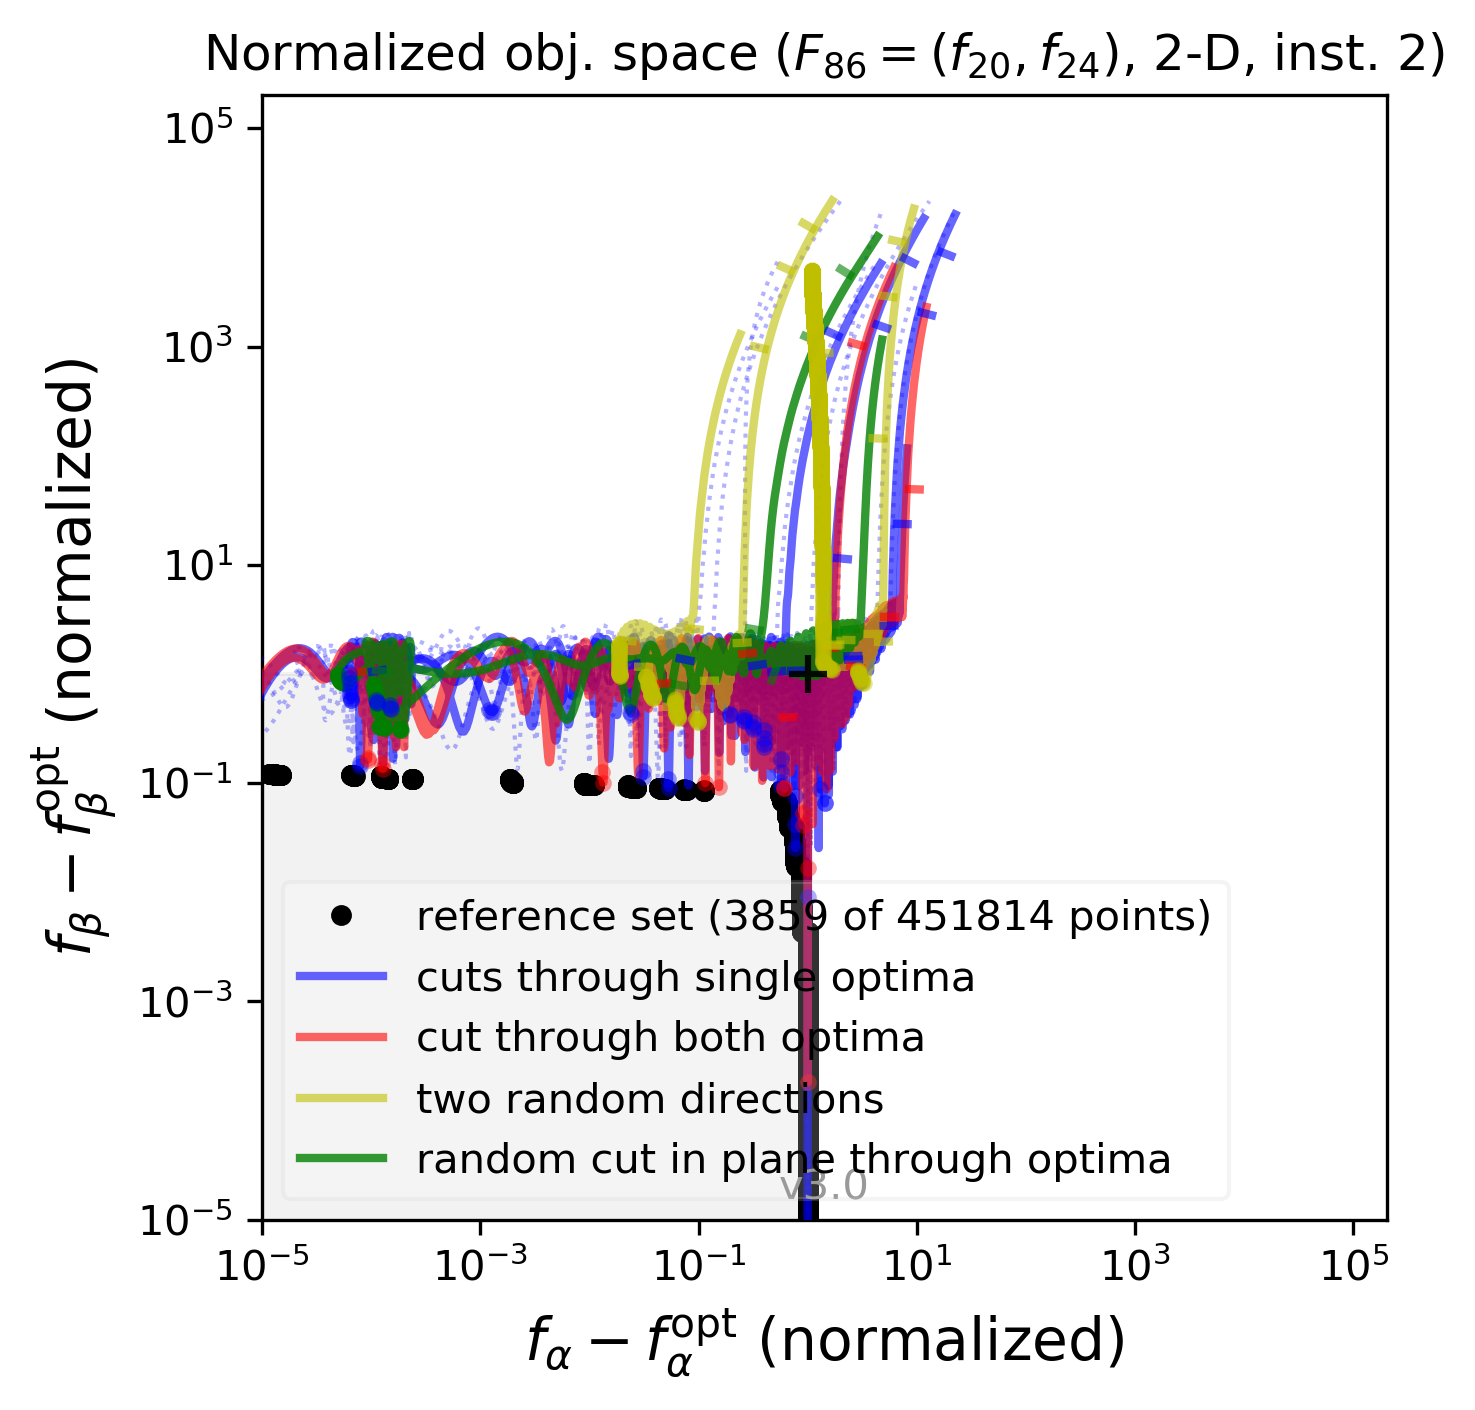 Normalized obj. space ($F_{86} = (f_{20}, f_{24})$, 2-D, inst. 2)
$10^{5}$
$10^{3}$
$10^{1}$
$10^{-1}$
$10^{-3}$
$10^{-5}$
$f_{\beta} - f_{\beta}^{\mathrm{opt}}$ (normalized)
reference set (3859 of 451814 points)
cuts through single optima
cut through both optima
two random directions
random cut in plane through optima
v3.0
$10^{-5}$ $10^{-3}$ $10^{-1}$ $10^{1}$ $10^{3}$ $10^{5}$
$f_{\alpha} - f_{\alpha}^{\mathrm{opt}}$ (normalized)